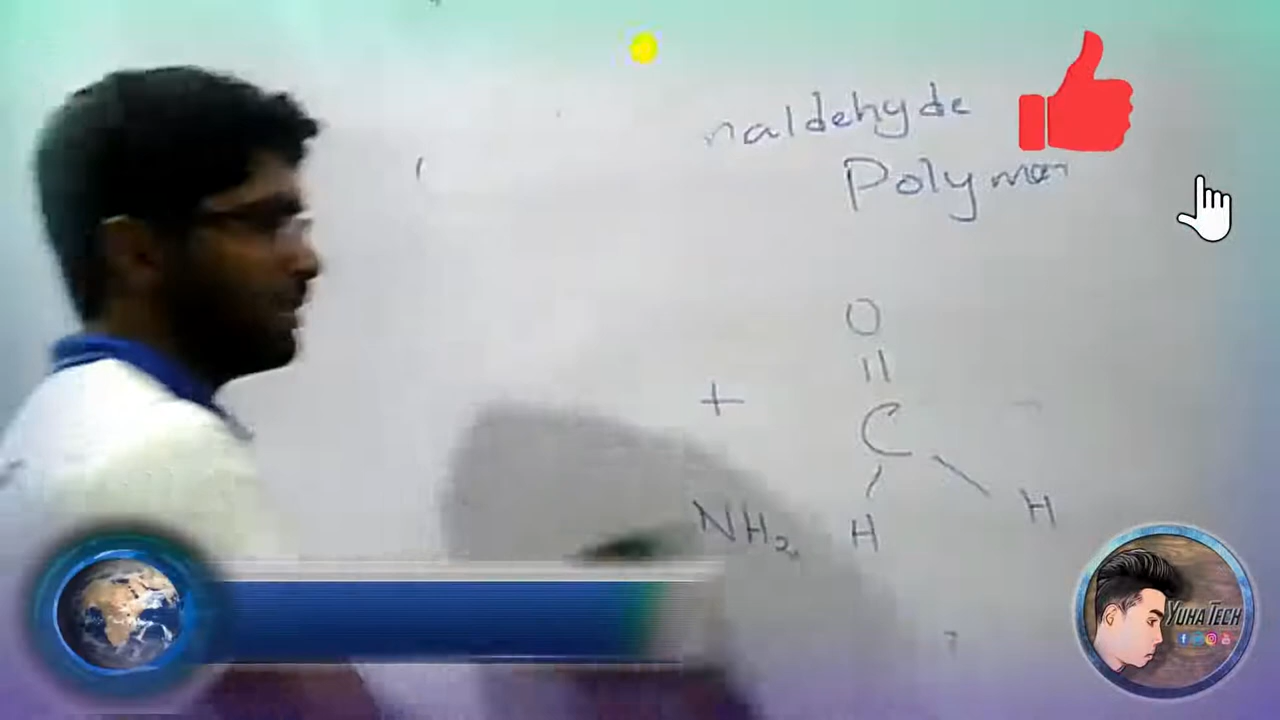 naldehyde
Polymer
O
||
+ C
NH2 H H
YUHA TECH